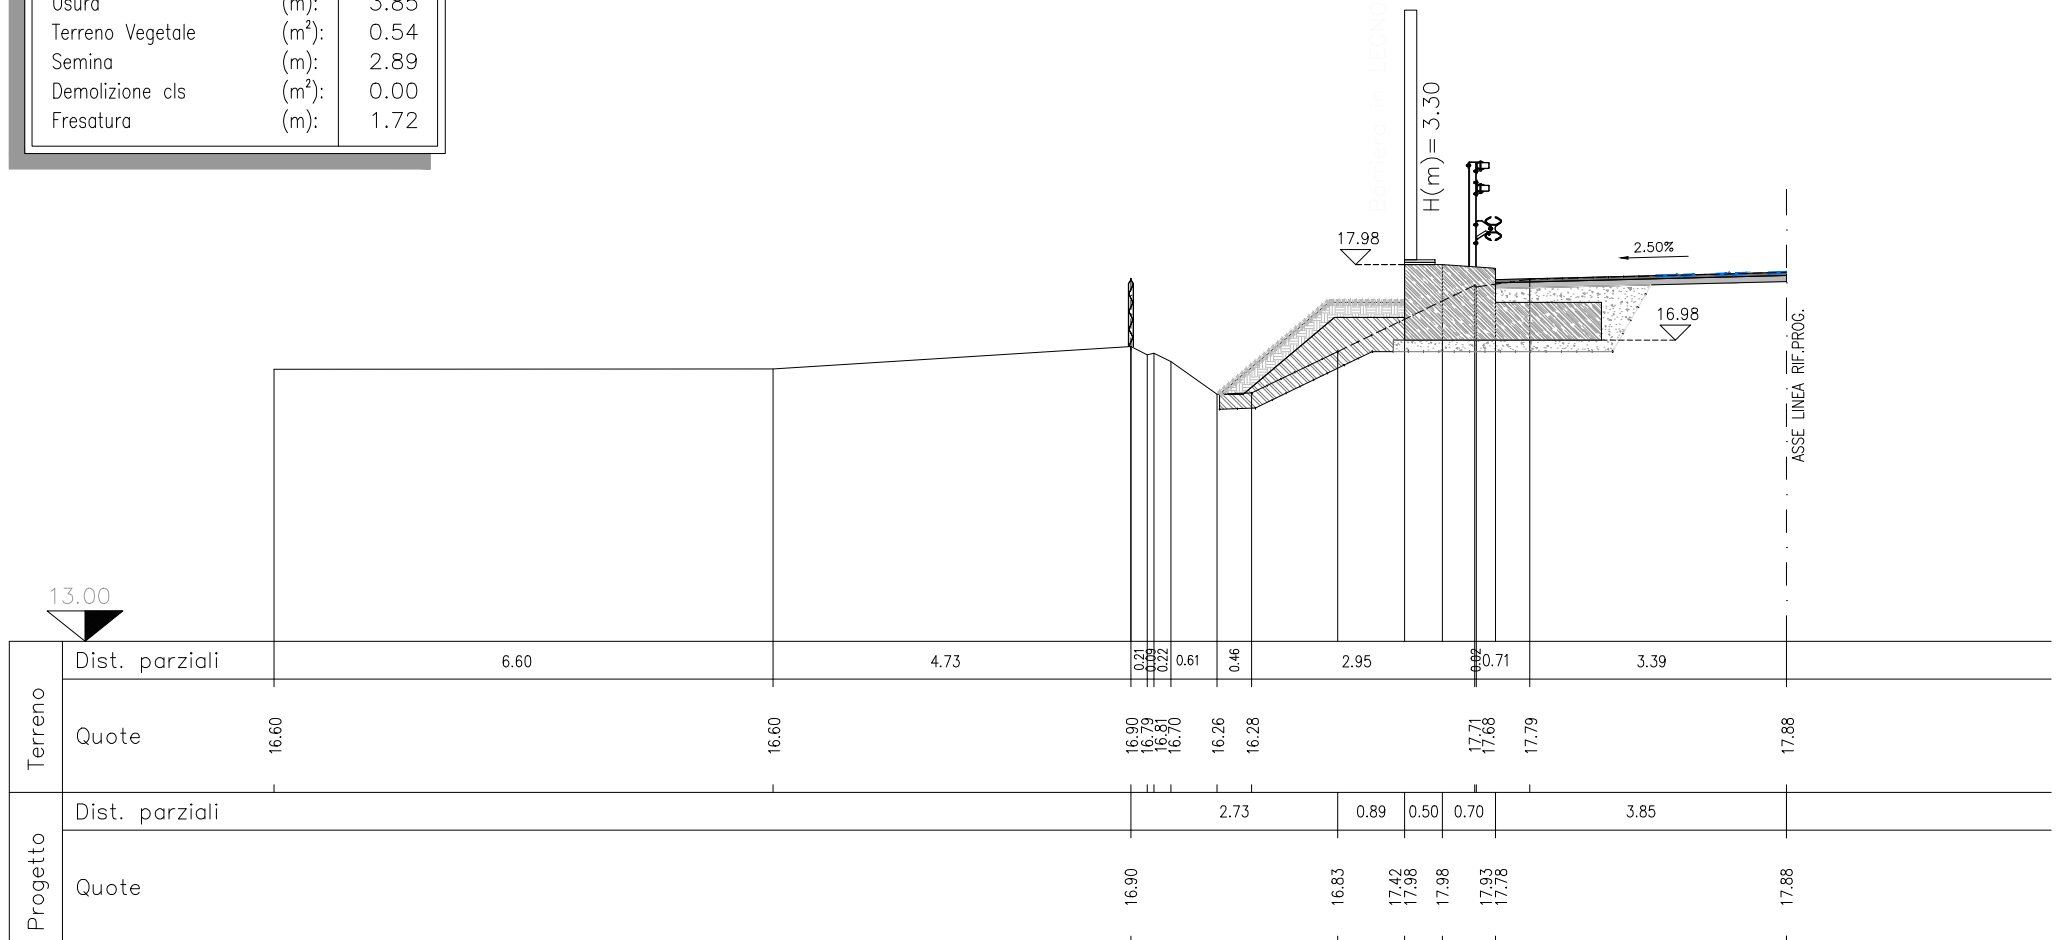 Usura (m): 3.85
Terreno Vegetale (m²): 0.54
Semina (m): 2.89
Demolizione cls (m²): 0.00
Fresatura (m): 1.72
H(m)= 3.30
17.98
2.50%
16.98
ASSE LINEA RIF.PROG.
13.00
Terreno
Dist. parziali 6.60 4.73 0.21 0.09 0.22 0.61 0.46 2.95 0.02 0.71 3.39
Quote 16.60 16.60 16.90 16.79 16.81 16.70 16.26 16.28 17.71 17.68 17.79 17.88
Progetto
Dist. parziali 2.73 0.89 0.50 0.70 3.85
Quote 16.90 16.83 17.42 17.98 17.98 17.93 17.78 17.88